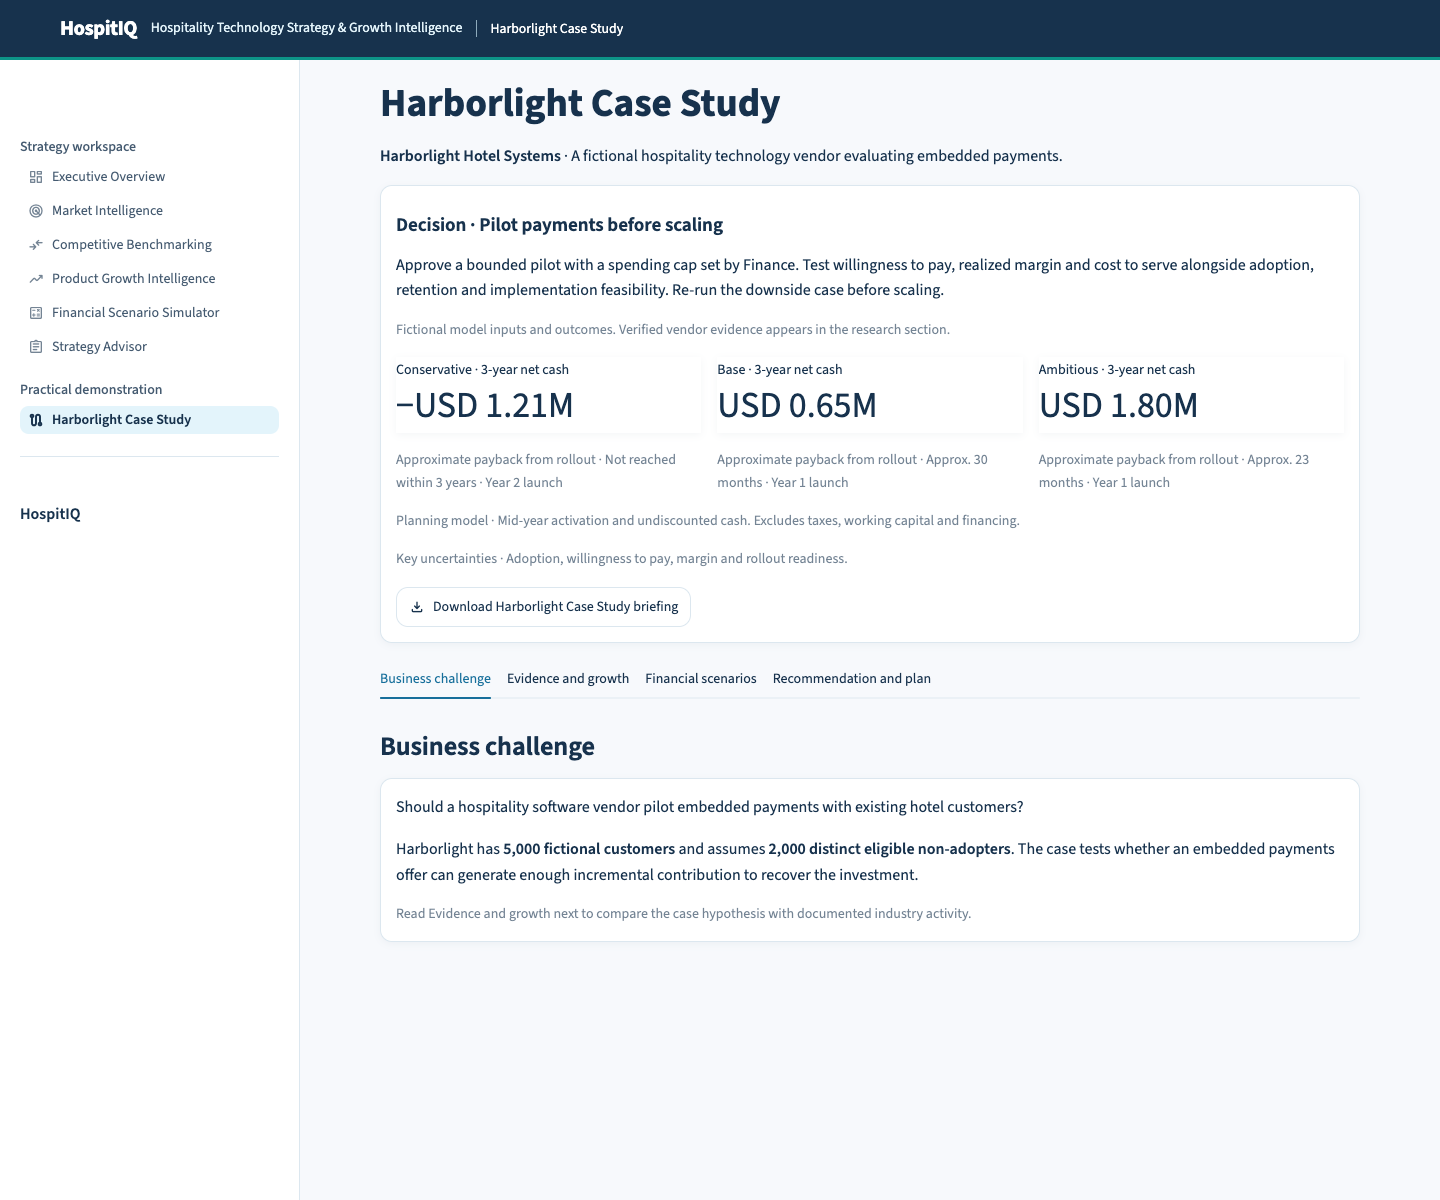 HospitIQ
Hospitality Technology Strategy & Growth Intelligence
Harborlight Case Study
Strategy workspace
Executive Overview
Market Intelligence
Competitive Benchmarking
Product Growth Intelligence
Financial Scenario Simulator
Strategy Advisor
Practical demonstration
Harborlight Case Study
HospitIQ
Harborlight Case Study
Harborlight Hotel Systems · A fictional hospitality technology vendor evaluating embedded payments.
Decision · Pilot payments before scaling
Approve a bounded pilot with a spending cap set by Finance. Test willingness to pay, realized margin and cost to serve alongside adoption,
retention and implementation feasibility. Re-run the downside case before scaling.
Fictional model inputs and outcomes. Verified vendor evidence appears in the research section.
Conservative · 3-year net cash
−USD 1.21M
Approximate payback from rollout · Not reached
within 3 years · Year 2 launch
Base · 3-year net cash
USD 0.65M
Approximate payback from rollout · Approx. 30
months · Year 1 launch
Ambitious · 3-year net cash
USD 1.80M
Approximate payback from rollout · Approx. 23
months · Year 1 launch
Planning model · Mid-year activation and undiscounted cash. Excludes taxes, working capital and financing.
Key uncertainties · Adoption, willingness to pay, margin and rollout readiness.
Download Harborlight Case Study briefing
Business challenge
Evidence and growth
Financial scenarios
Recommendation and plan
Business challenge
Should a hospitality software vendor pilot embedded payments with existing hotel customers?
Harborlight has 5,000 fictional customers and assumes 2,000 distinct eligible non-adopters. The case tests whether an embedded payments
offer can generate enough incremental contribution to recover the investment.
Read Evidence and growth next to compare the case hypothesis with documented industry activity.